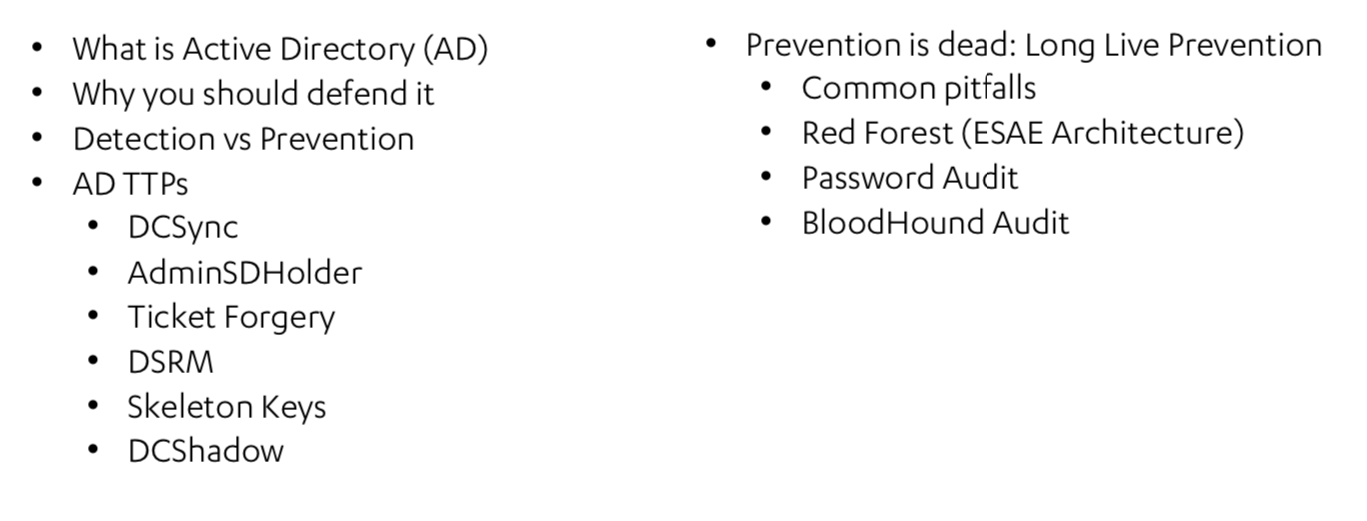 • What is Active Directory (AD)
• Why you should defend it
• Detection vs Prevention
• AD TTPs
• DCSync
• AdminSDHolder
• Ticket Forgery
• DSRM
• Skeleton Keys
• DCShadow
• Prevention is dead: Long Live Prevention
• Common pitfalls
• Red Forest (ESAE Architecture)
• Password Audit
• BloodHound Audit